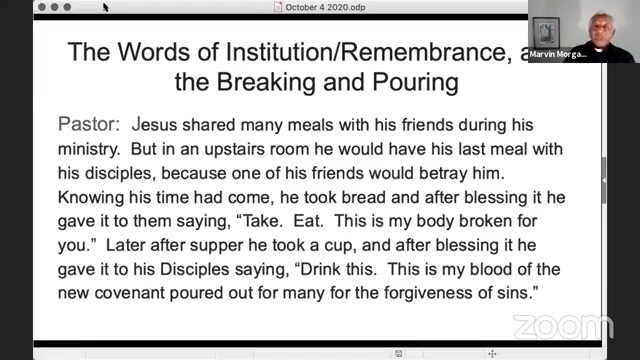 October 4 2020.odp
The Words of Institution/Remembrance, a
the Breaking and Pouring
Marvin Morga...
Pastor: Jesus shared many meals with his friends during his
ministry. But in an upstairs room he would have his last meal with
his disciples, because one of his friends would betray him.
Knowing his time had come, he took bread and after blessing it he
gave it to them saying, “Take. Eat. This is my body broken for
you.” Later after supper he took a cup, and after blessing it he
gave it to his Disciples saying, “Drink this. This is my blood of the
new covenant poured out for many for the forgiveness of sins.”
zoom